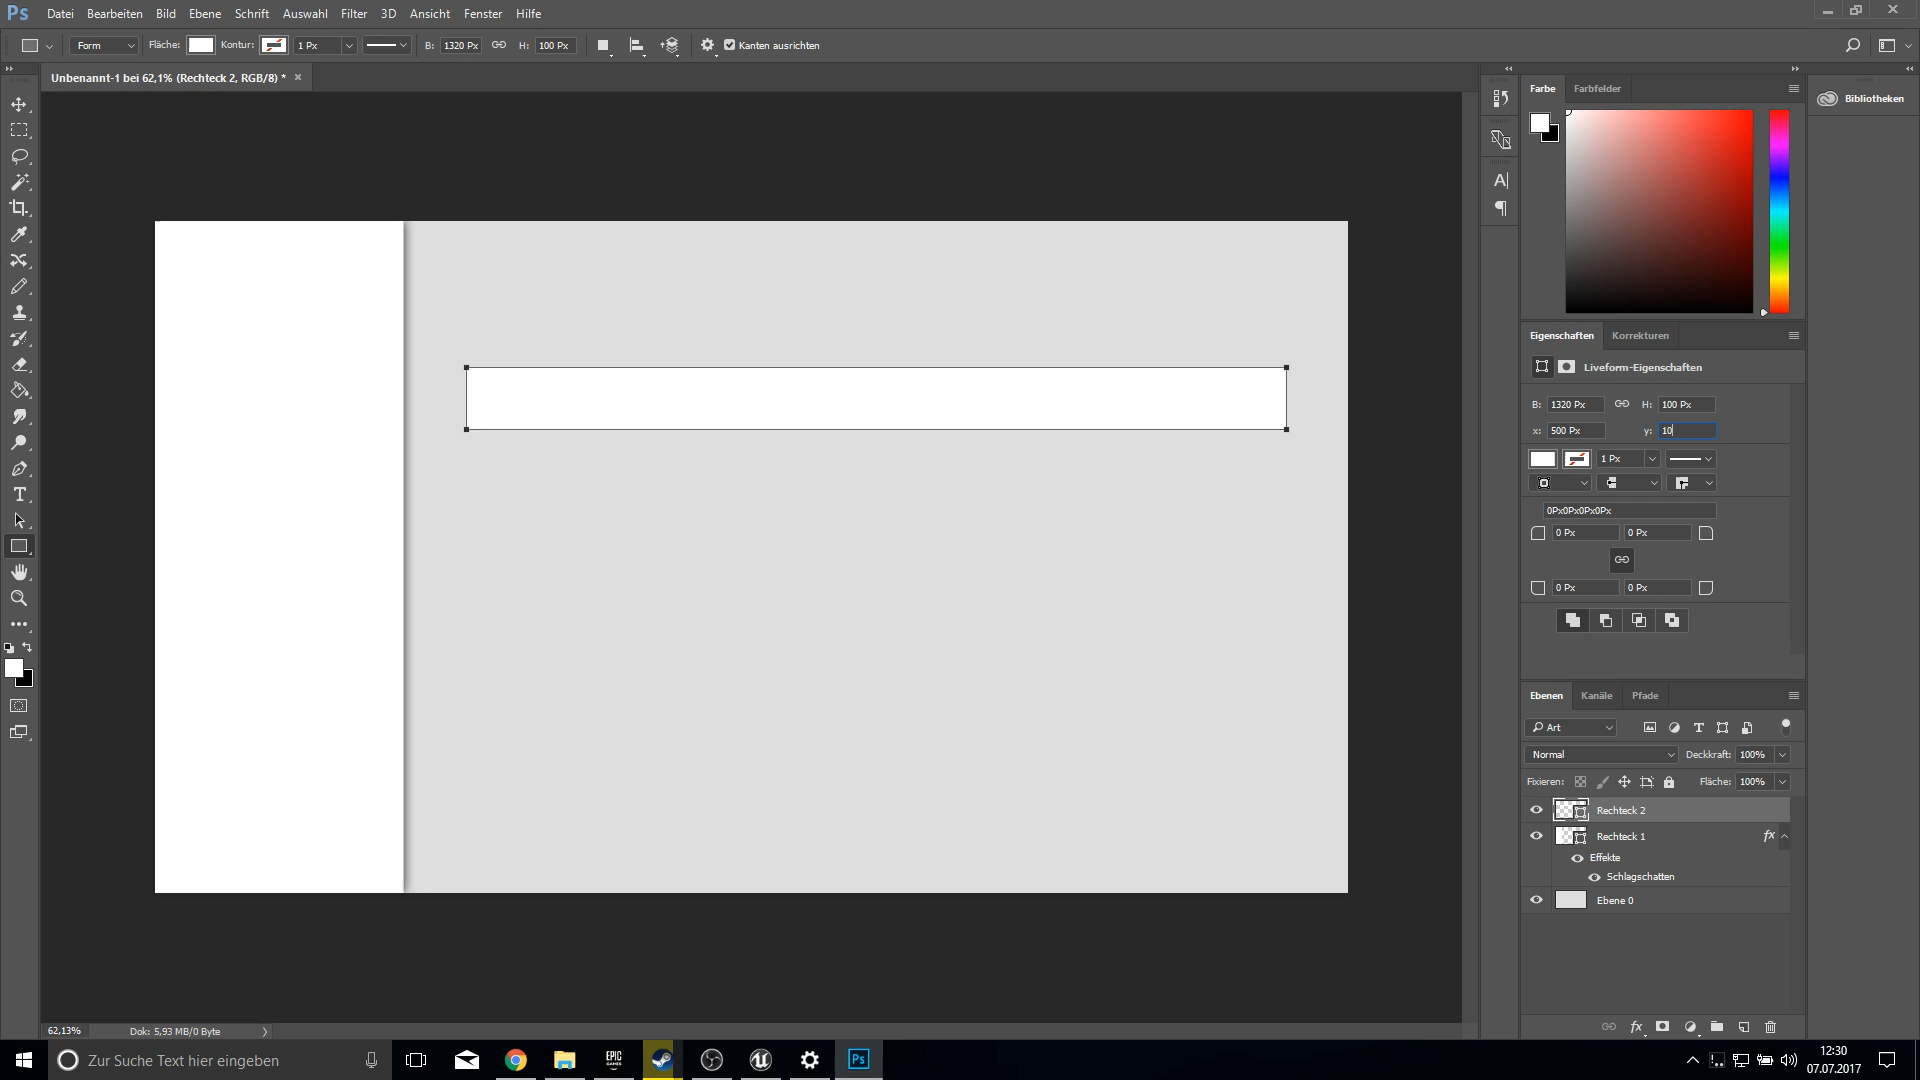 Ps Datei Bearbeiten Bild Ebene Schrift Auswahl Filter 3D Ansicht Fenster Hilfe
Form Fläche: Kontur: 1 Px B: 1320 Px H: 100 Px Kanten ausrichten
Unbenannt-1 bei 62,1% (Rechteck 2, RGB/8) * ×
Farbe Farbfelder
Bibliotheken
Eigenschaften Korrekturen
Liveform-Eigenschaften
B: 1320 Px H: 100 Px
x: 500 Px y: 10
1 Px
0Px0Px0Px0Px
0 Px 0 Px
0 Px 0 Px
Ebenen Kanäle Pfade
Art
Normal Deckkraft: 100%
Fixieren: Fläche: 100%
Rechteck 2
Rechteck 1 fx
Effekte
Schlagschatten
Ebene 0
fx
62,13% Dok: 5,93 MB/0 Byte
Zur Suche Text hier eingeben
EPIC
GAMES
Ps
12:30
07.07.2017